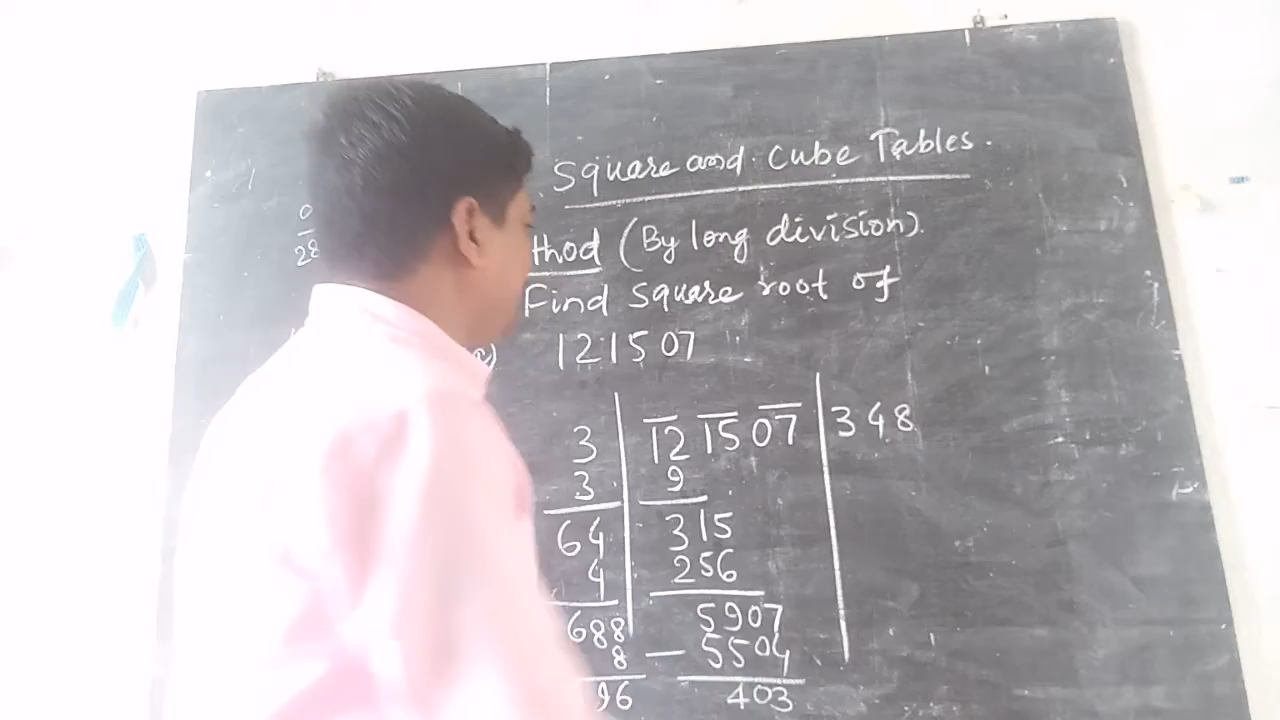 Square and Cube Tables.
thod (By long division).
Find Square root of
121507
3 12 15 07 348
3 9
64 315
4 256
688 5907
8 – 5504
96 403
0
28